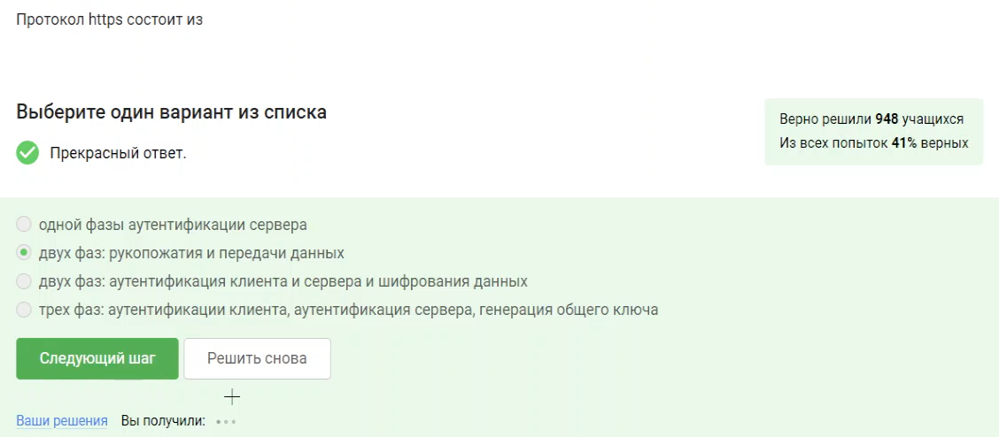 Протокол https состоит из
Выберите один вариант из списка
Прекрасный ответ.
Верно решили 948 учащихся
Из всех попыток 41% верных
одной фазы аутентификации сервера
двух фаз: рукопожатия и передачи данных
двух фаз: аутентификация клиента и сервера и шифрования данных
трех фаз: аутентификации клиента, аутентификация сервера, генерация общего ключа
Следующий шаг Решить снова
Ваши решения Вы получили: